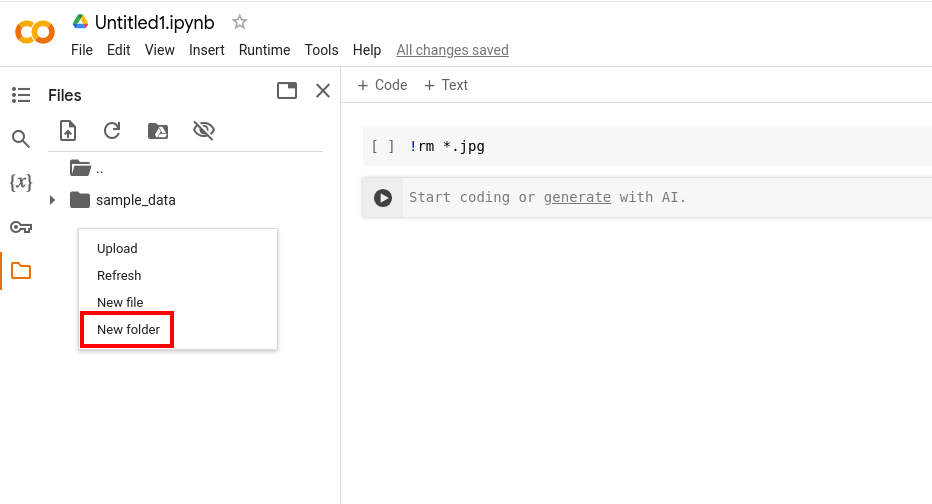 Untitled1.ipynb
File Edit View Insert Runtime Tools Help All changes saved
Files
+ Code + Text
..
sample_data
Upload
Refresh
New file
New folder
[ ] !rm *.jpg
Start coding or generate with AI.
{x}